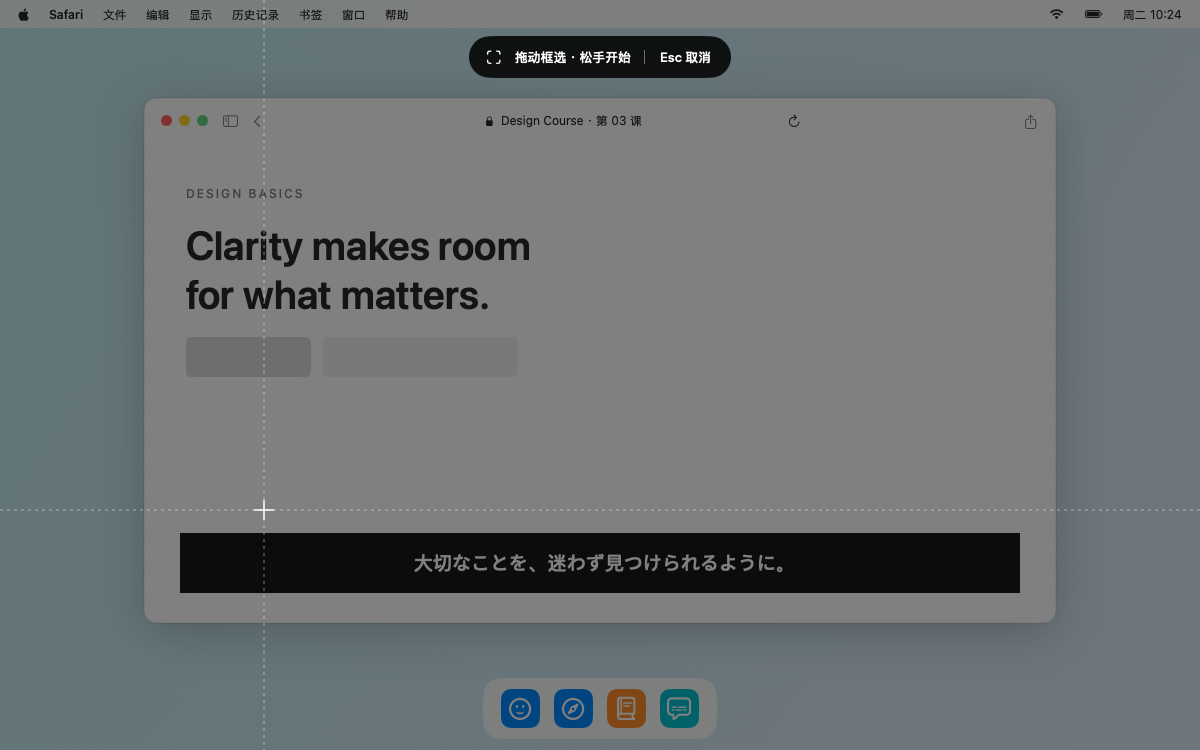 Safari 文件 编辑 显示 历史记录 书签 窗口 帮助 周二 10:24
拖动框选 · 松手开始 Esc 取消
Design Course · 第 03 课
DESIGN BASICS
Clarity makes room
for what matters.
大切なことを、迷わず見つけられるように。